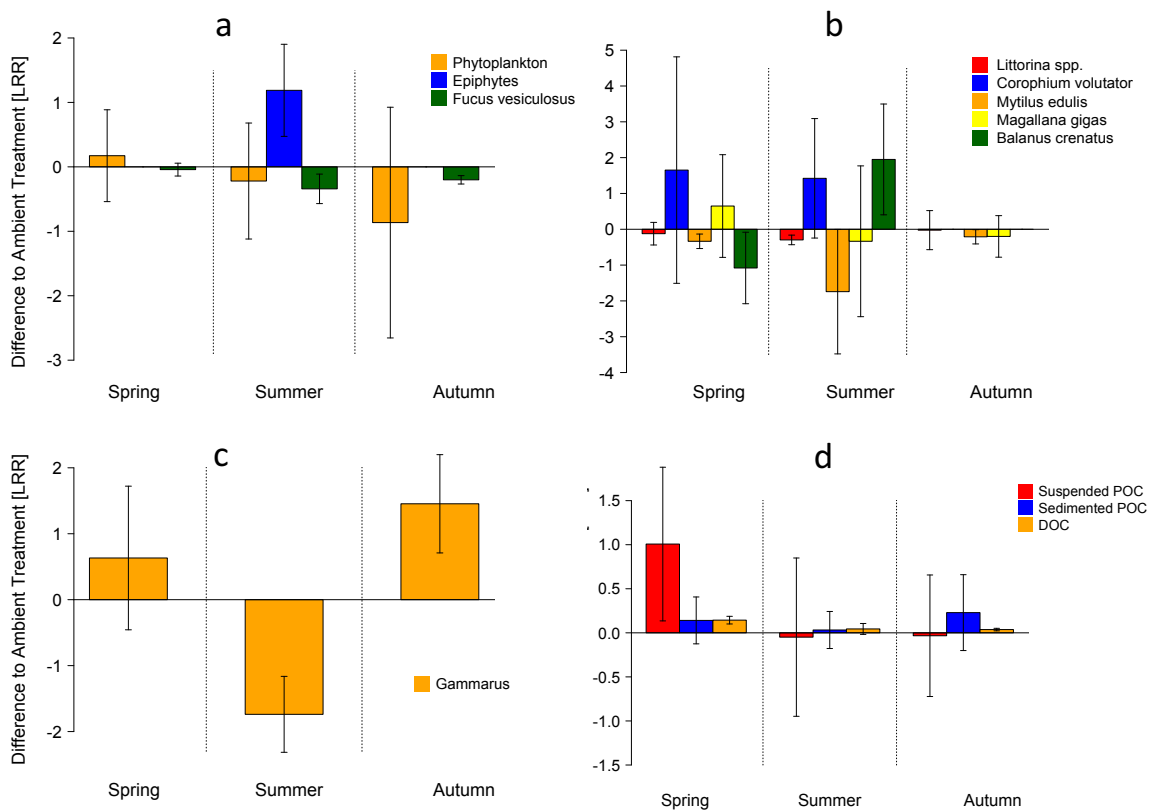 a
Difference to Ambient Treatment [LRR]
2
1
0
-1
-2
-3
Phytoplankton
Epiphytes
Fucus vesiculosus
Spring Summer Autumn
b
5
4
3
2
1
0
-1
-2
-3
-4
Littorina spp.
Corophium volutator
Mytilus edulis
Magallana gigas
Balanus crenatus
Spring Summer Autumn
c
Difference to Ambient Treatment [LRR]
2
1
0
-1
-2
Gammarus
Spring Summer Autumn
d
1.5
1.0
0.5
0.0
-0.5
-1.0
-1.5
Suspended POC
Sedimented POC
DOC
Spring Summer Autumn